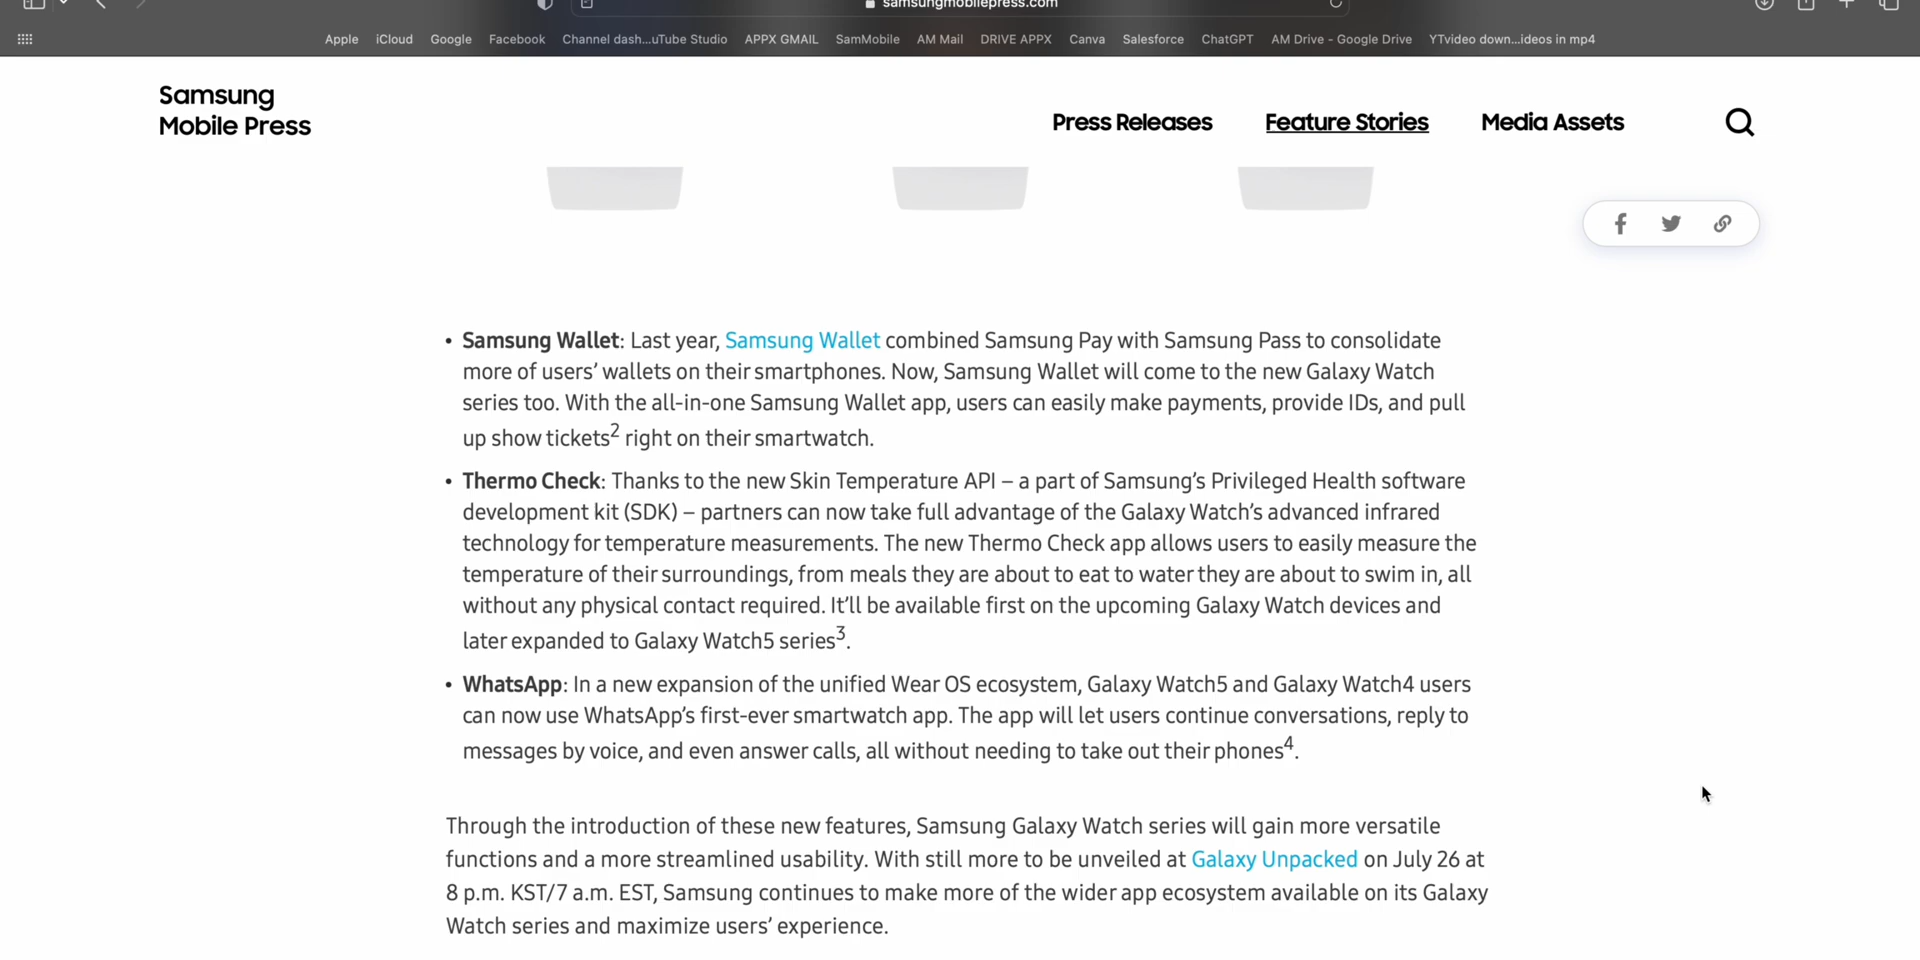 samsungmobilepress.com
Apple iCloud Google Facebook Channel dash...uTube Studio APPX GMAIL SamMobile AM Mail DRIVE APPX Canva Salesforce ChatGPT AM Drive - Google Drive YTvideo down...ideos in mp4
Samsung
Mobile Press
Press Releases Feature Stories Media Assets
• Samsung Wallet: Last year, Samsung Wallet combined Samsung Pay with Samsung Pass to consolidate
more of users’ wallets on their smartphones. Now, Samsung Wallet will come to the new Galaxy Watch
series too. With the all-in-one Samsung Wallet app, users can easily make payments, provide IDs, and pull
up show tickets2 right on their smartwatch.
• Thermo Check: Thanks to the new Skin Temperature API – a part of Samsung’s Privileged Health software
development kit (SDK) – partners can now take full advantage of the Galaxy Watch’s advanced infrared
technology for temperature measurements. The new Thermo Check app allows users to easily measure the
temperature of their surroundings, from meals they are about to eat to water they are about to swim in, all
without any physical contact required. It’ll be available first on the upcoming Galaxy Watch devices and
later expanded to Galaxy Watch5 series3.
• WhatsApp: In a new expansion of the unified Wear OS ecosystem, Galaxy Watch5 and Galaxy Watch4 users
can now use WhatsApp’s first-ever smartwatch app. The app will let users continue conversations, reply to
messages by voice, and even answer calls, all without needing to take out their phones4.
Through the introduction of these new features, Samsung Galaxy Watch series will gain more versatile
functions and a more streamlined usability. With still more to be unveiled at Galaxy Unpacked on July 26 at
8 p.m. KST/7 a.m. EST, Samsung continues to make more of the wider app ecosystem available on its Galaxy
Watch series and maximize users’ experience.